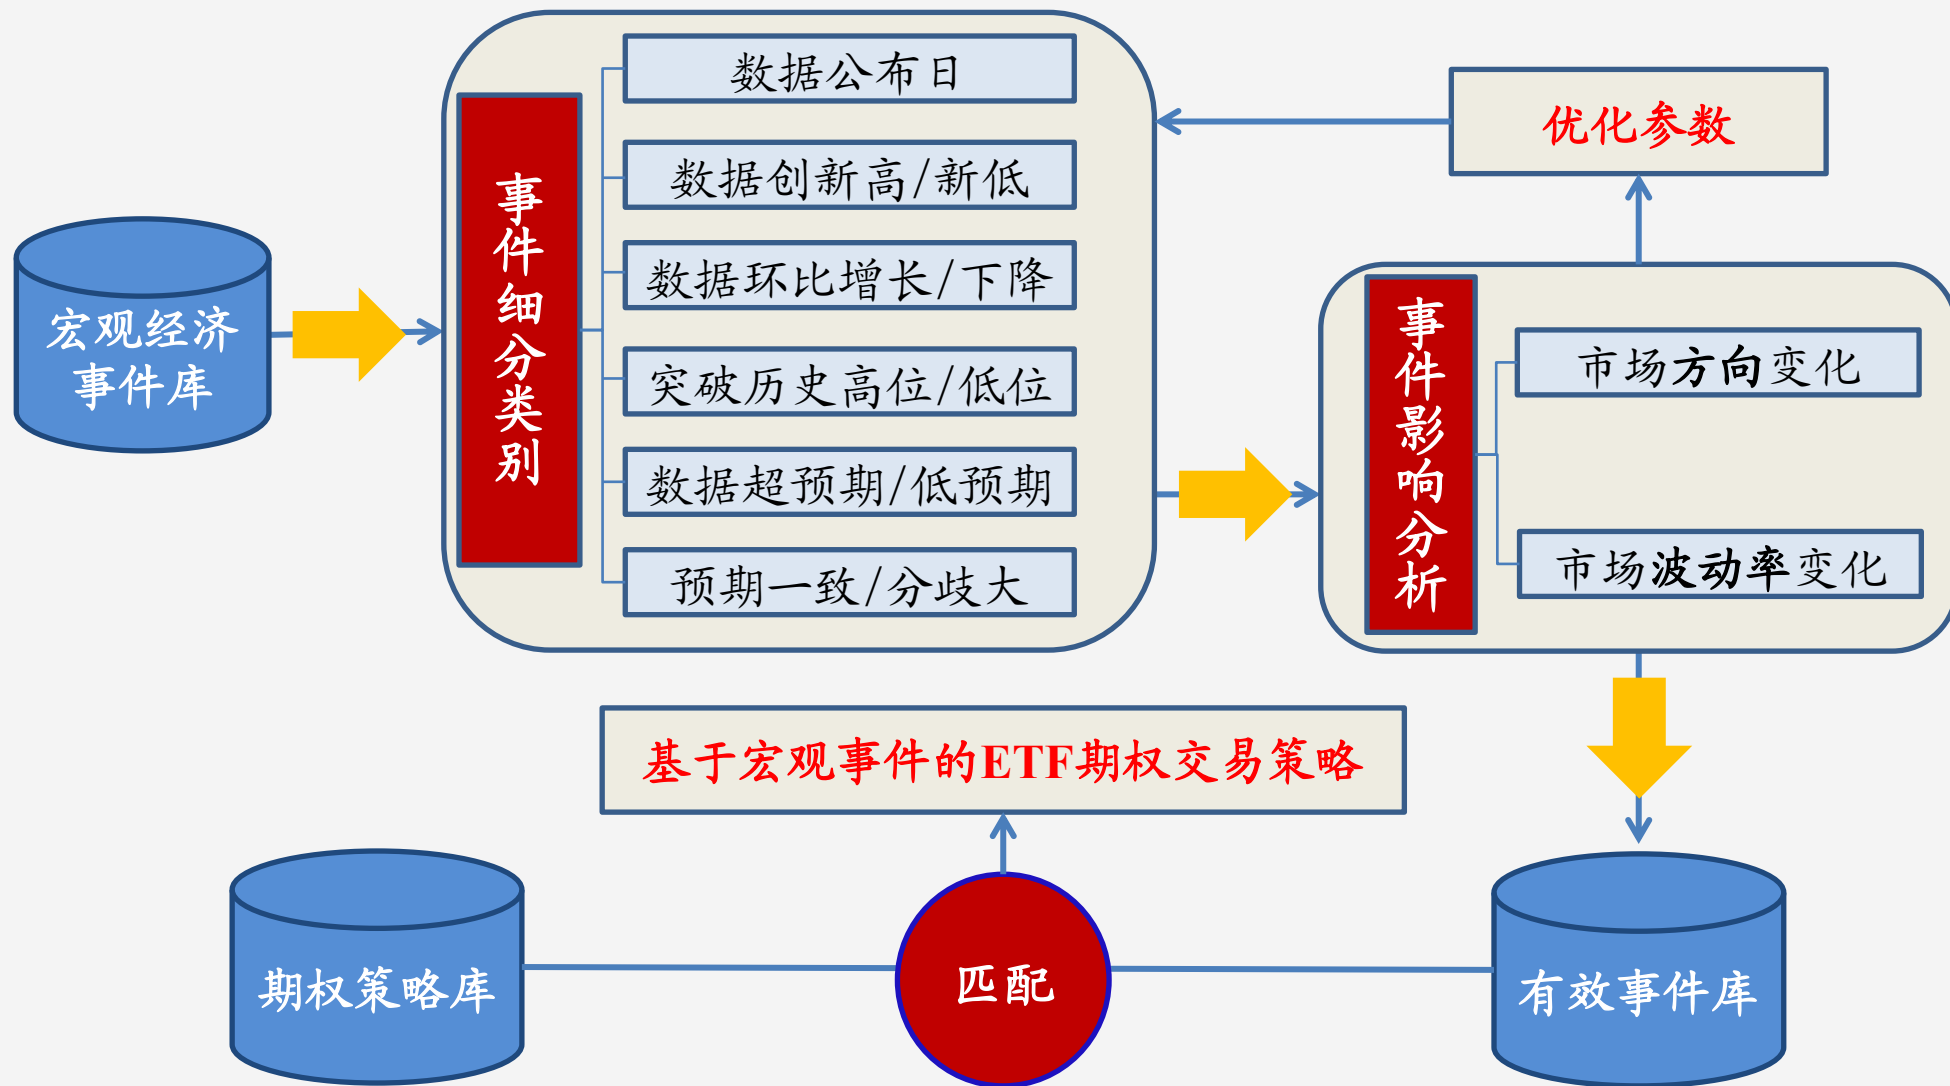 宏观经济
事件库
事件细分类别
数据公布日
数据创新高/新低
数据环比增长/下降
突破历史高位/低位
数据超预期/低预期
预期一致/分歧大
优化参数
事件影响分析
市场方向变化
市场波动率变化
基于宏观事件的ETF期权交易策略
期权策略库
匹配
有效事件库